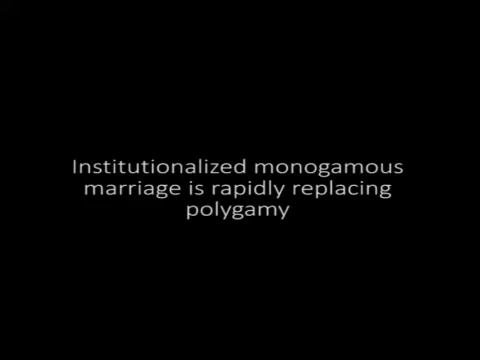 Institutionalized monogamous
marriage is rapidly replacing
polygamy